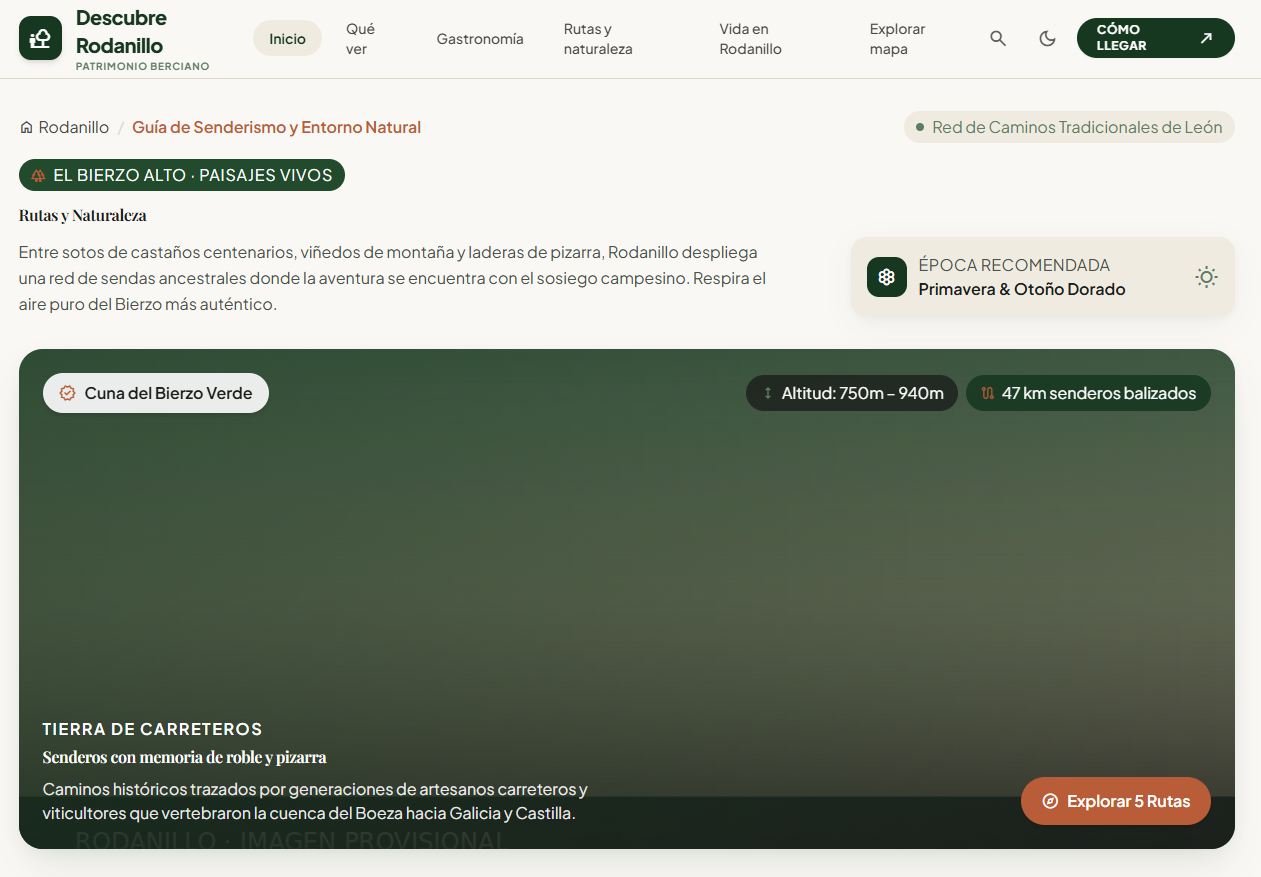 Descubre
Rodanillo
PATRIMONIO BERCIANO
Inicio
Qué
ver
Gastronomía
Rutas y
naturaleza
Vida en
Rodanillo
Explorar
mapa
CÓMO
LLEGAR
Rodanillo / Guía de Senderismo y Entorno Natural
Red de Caminos Tradicionales de León
EL BIERZO ALTO · PAISAJES VIVOS
Rutas y Naturaleza
Entre sotos de castaños centenarios, viñedos de montaña y laderas de pizarra, Rodanillo despliega
una red de sendas ancestrales donde la aventura se encuentra con el sosiego campesino. Respira el
aire puro del Bierzo más auténtico.
ÉPOCA RECOMENDADA
Primavera & Otoño Dorado
Cuna del Bierzo Verde
Altitud: 750m – 940m
47 km senderos balizados
TIERRA DE CARRETEROS
Senderos con memoria de roble y pizarra
Caminos históricos trazados por generaciones de artesanos carreteros y
viticultores que vertebraron la cuenca del Boeza hacia Galicia y Castilla.
Explorar 5 Rutas
RODANILLO · IMAGEN PROVISIONAL